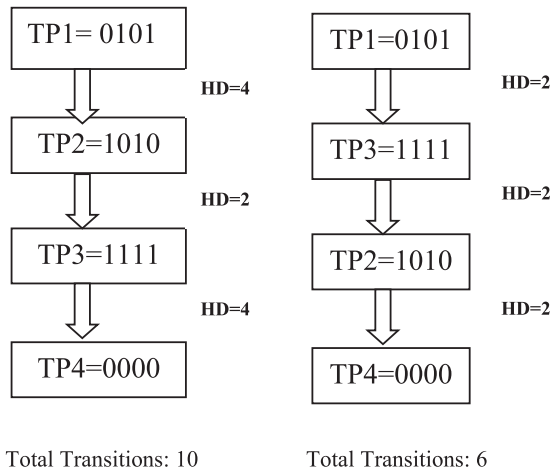 TP1= 0101
HD=4
TP2=1010
HD=2
TP3=1111
HD=4
TP4=0000
Total Transitions: 10
TP1=0101
HD=2
TP3=1111
HD=2
TP2=1010
HD=2
TP4=0000
Total Transitions: 6